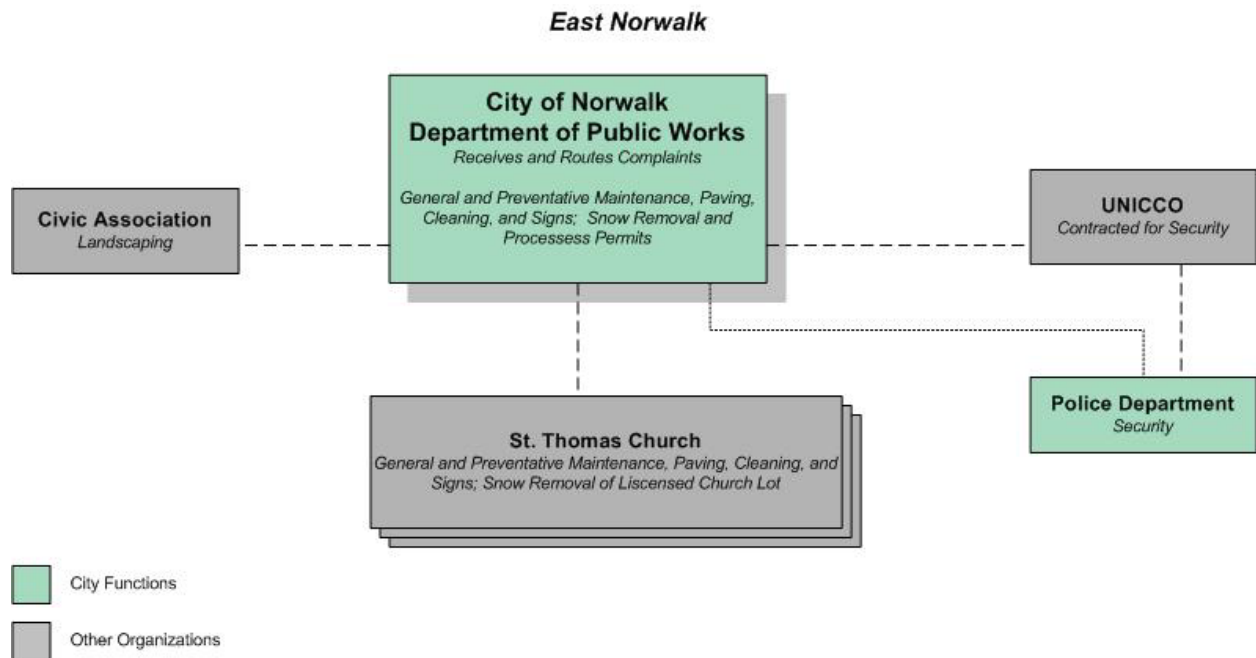 East Norwalk
City of Norwalk
Department of Public Works
Receives and Routes Complaints
General and Preventative Maintenance, Paving,
Cleaning, and Signs;  Snow Removal and
Processess Permits
Civic Association
Landscaping
UNICCO
Contracted for Security
Police Department
Security
St. Thomas Church
General and Preventative Maintenance, Paving, Cleaning, and
Signs; Snow Removal of Liscensed Church Lot
City Functions
Other Organizations